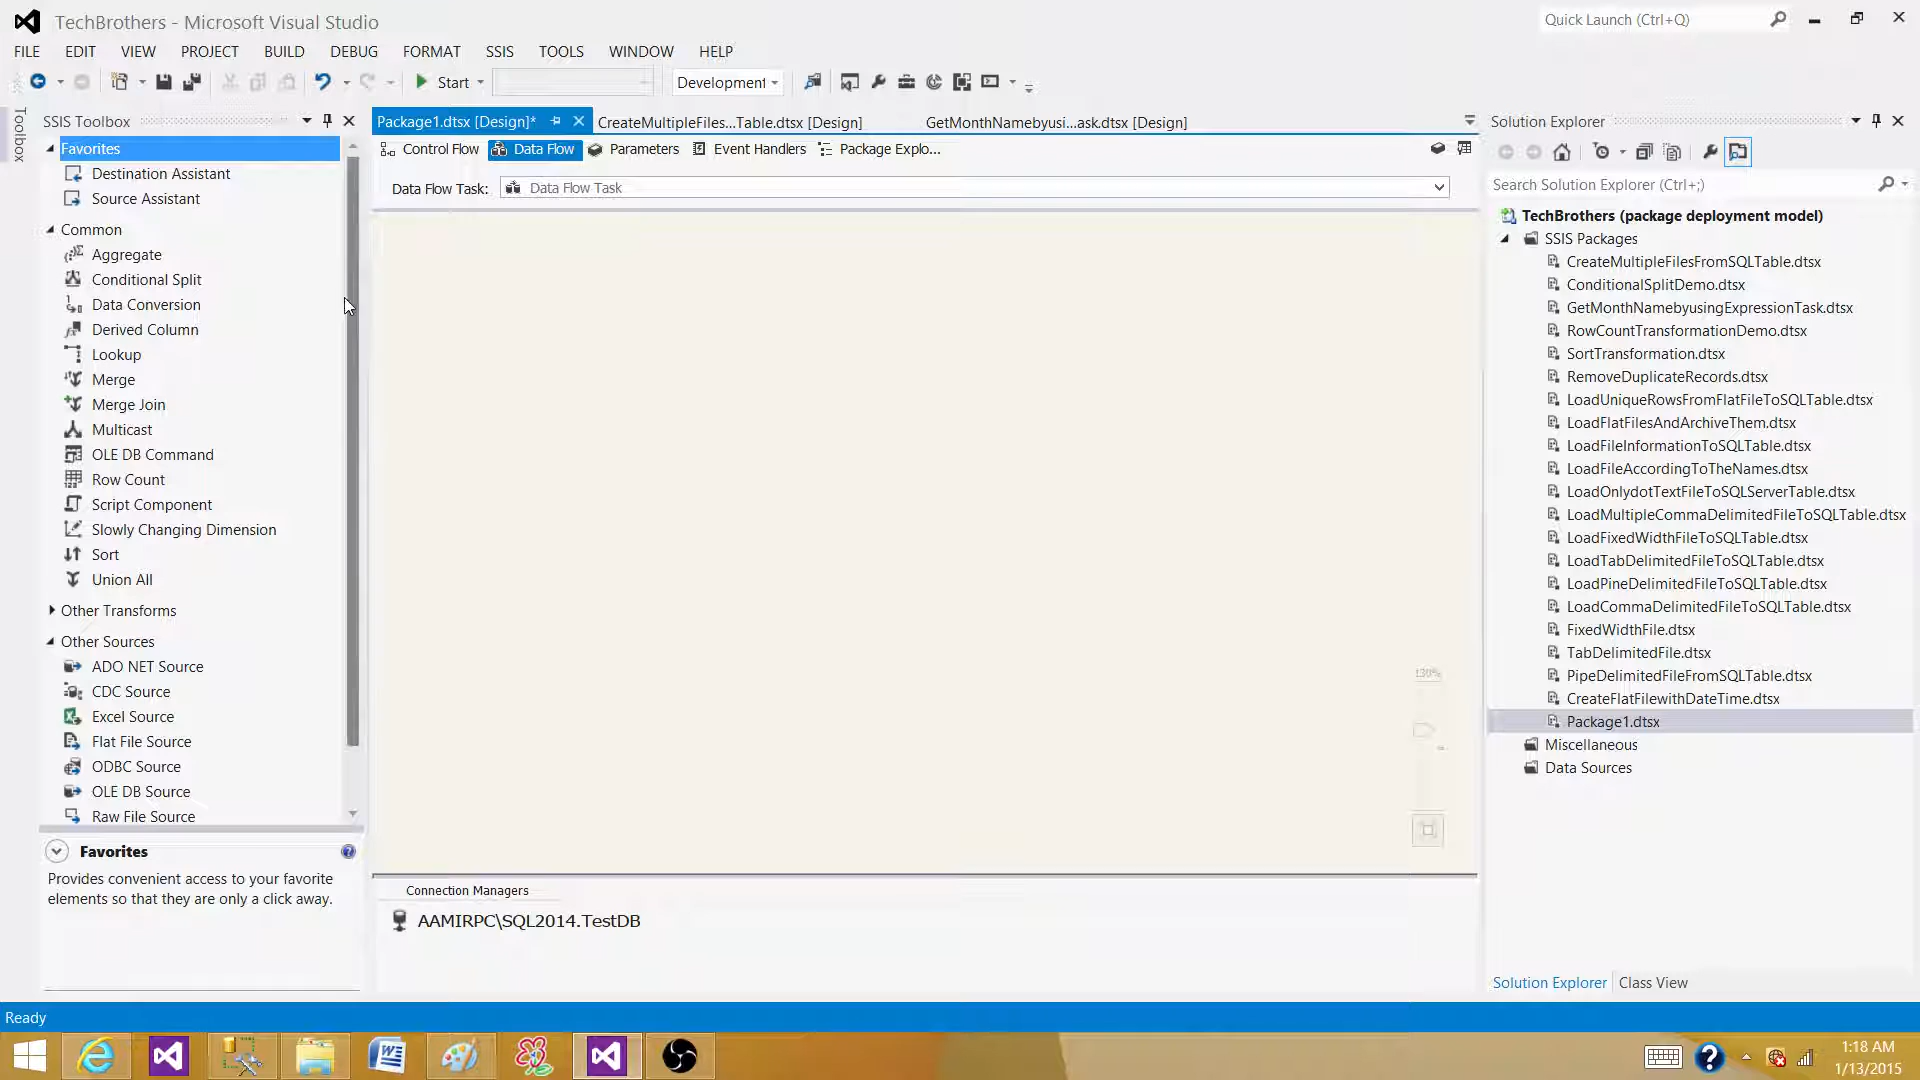 TechBrothers - Microsoft Visual Studio
Quick Launch (Ctrl+Q)
FILE EDIT VIEW PROJECT BUILD DEBUG FORMAT SSIS TOOLS WINDOW HELP
Start Development
Toolbox
SSIS Toolbox
Favorites
Destination Assistant
Source Assistant
Common
Aggregate
Conditional Split
Data Conversion
Derived Column
Lookup
Merge
Merge Join
Multicast
OLE DB Command
Row Count
Script Component
Slowly Changing Dimension
Sort
Union All
Other Transforms
Other Sources
ADO NET Source
CDC Source
Excel Source
Flat File Source
ODBC Source
OLE DB Source
Raw File Source
Favorites
Provides convenient access to your favorite
elements so that they are only a click away.
Package1.dtsx [Design]* CreateMultipleFiles...Table.dtsx [Design] GetMonthNamebyusi...ask.dtsx [Design]
Control Flow Data Flow Parameters Event Handlers Package Explo...
Data Flow Task: Data Flow Task
130%
Connection Managers
AAMIRPC\SQL2014.TestDB
Solution Explorer
Search Solution Explorer (Ctrl+;)
TechBrothers (package deployment model)
SSIS Packages
CreateMultipleFilesFromSQLTable.dtsx
ConditionalSplitDemo.dtsx
GetMonthNamebyusingExpressionTask.dtsx
RowCountTransformationDemo.dtsx
SortTransformation.dtsx
RemoveDuplicateRecords.dtsx
LoadUniqueRowsFromFlatFileToSQLTable.dtsx
LoadFlatFilesAndArchiveThem.dtsx
LoadFileInformationToSQLTable.dtsx
LoadFileAccordingToTheNames.dtsx
LoadOnlydotTextFileToSQLServerTable.dtsx
LoadMultipleCommaDelimitedFileToSQLTable.dtsx
LoadFixedWidthFileToSQLTable.dtsx
LoadTabDelimitedFileToSQLTable.dtsx
LoadPineDelimitedFileToSQLTable.dtsx
LoadCommaDelimitedFileToSQLTable.dtsx
FixedWidthFile.dtsx
TabDelimitedFile.dtsx
PipeDelimitedFileFromSQLTable.dtsx
CreateFlatFilewithDateTime.dtsx
Package1.dtsx
Miscellaneous
Data Sources
Solution Explorer Class View
Ready
1:18 AM
1/13/2015